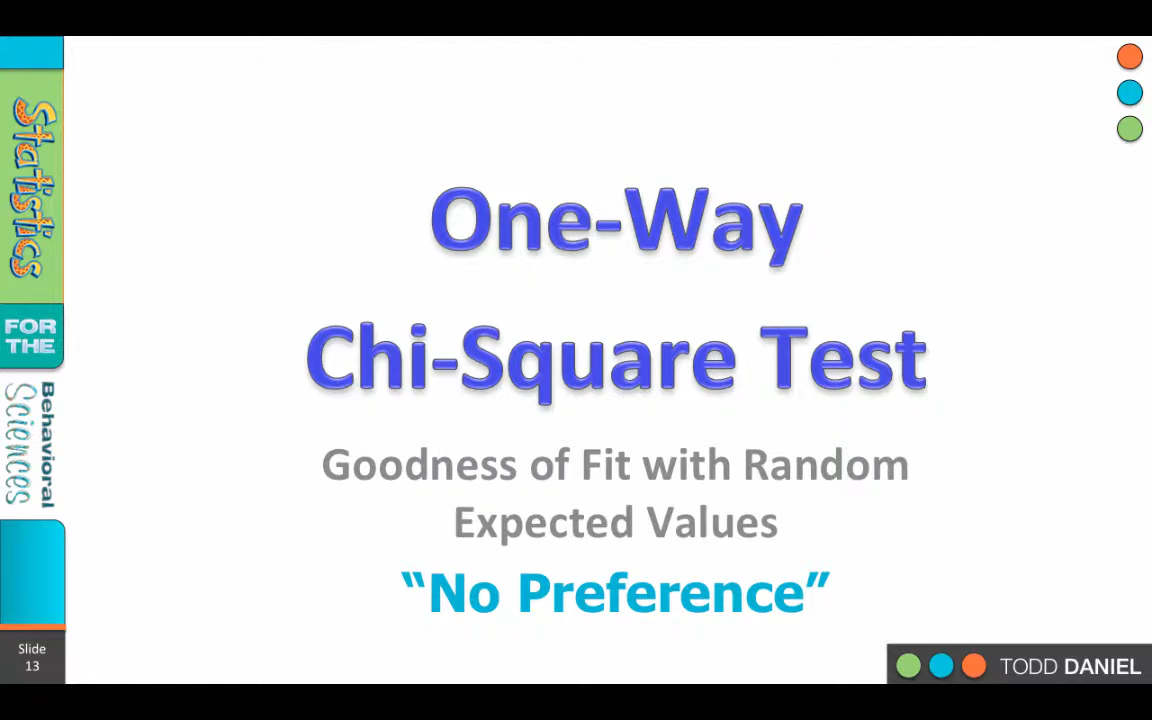 Statistics
FOR
THE
Behavioral
Sciences
One-Way
Chi-Square Test
Goodness of Fit with Random
Expected Values
“No Preference”
Slide
13
TODD DANIEL